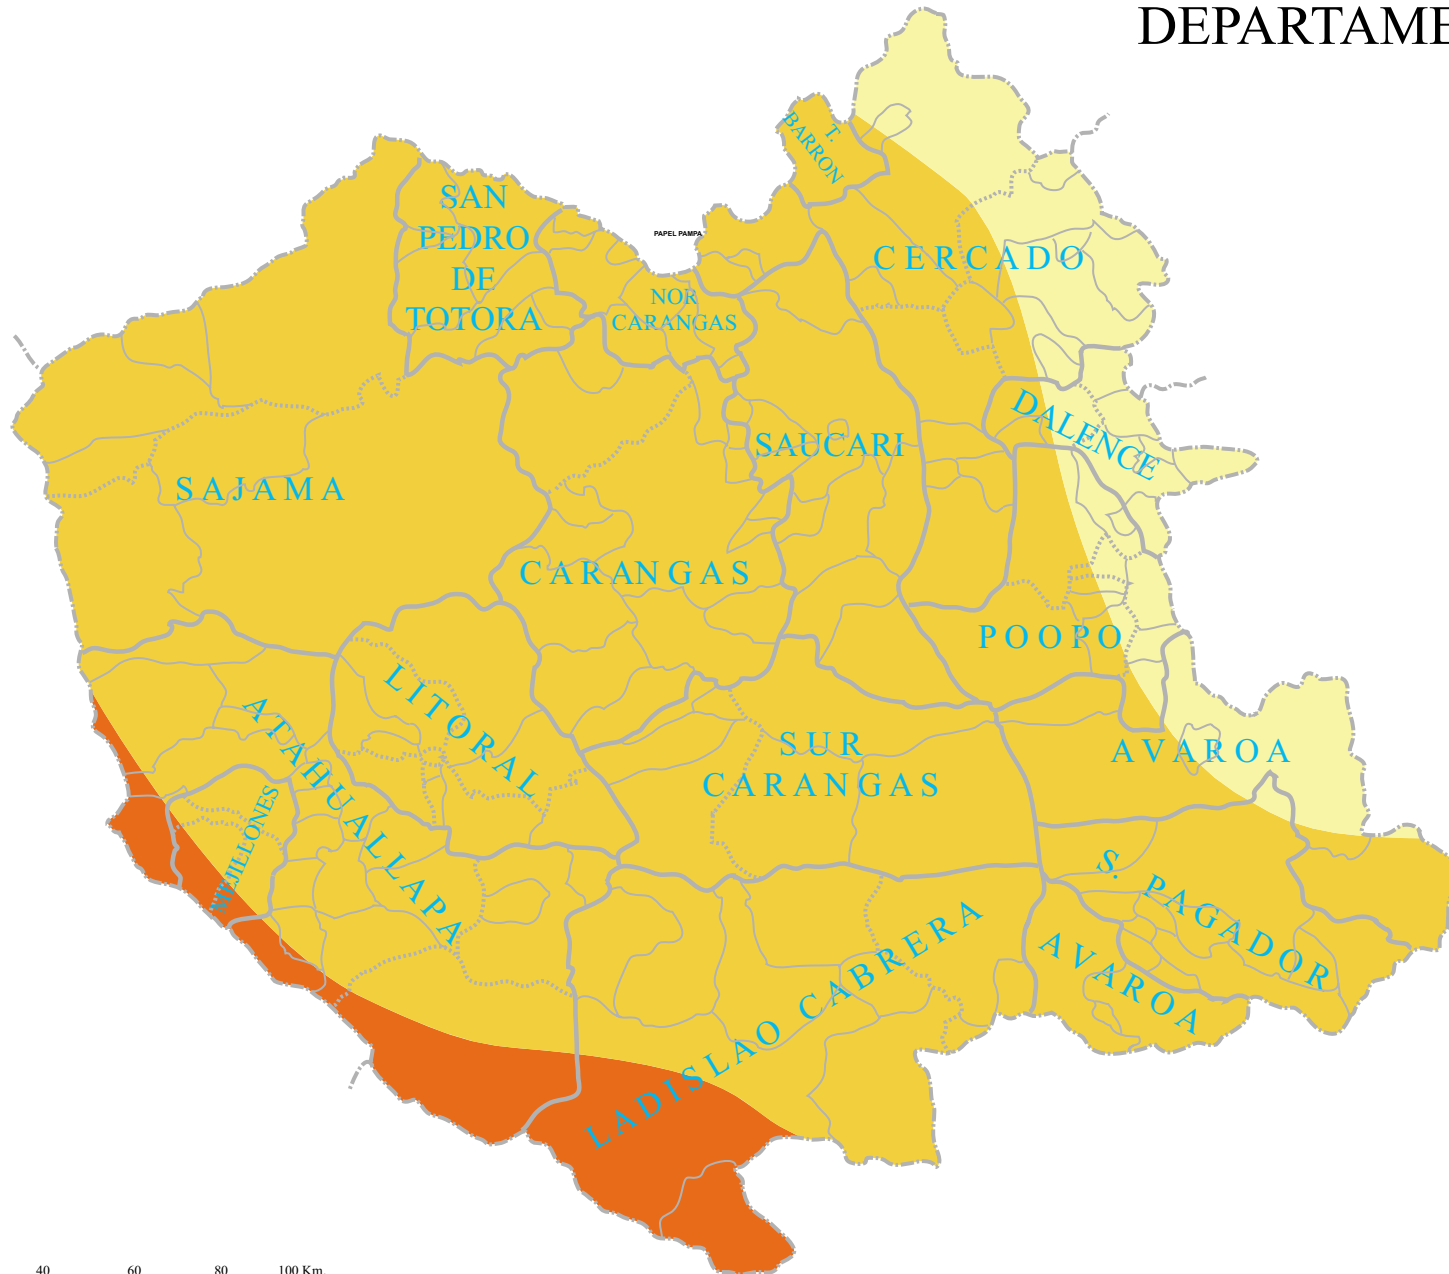 DEPARTAME
T.
BARRON
SAN
PEDRO
DE
TOTORA
PAPEL PAMPA
CERCADO
NOR
CARANGAS
DALENCE
SAUCARI
SAJAMA
CARANGAS
POOPO
LITORAL
ATAHUALLAPA
SUR
CARANGAS
AVAROA
MEJILLONES
S. PAGADOR
LADISLAO CABRERA
AVAROA
40 60 80 100 Km.